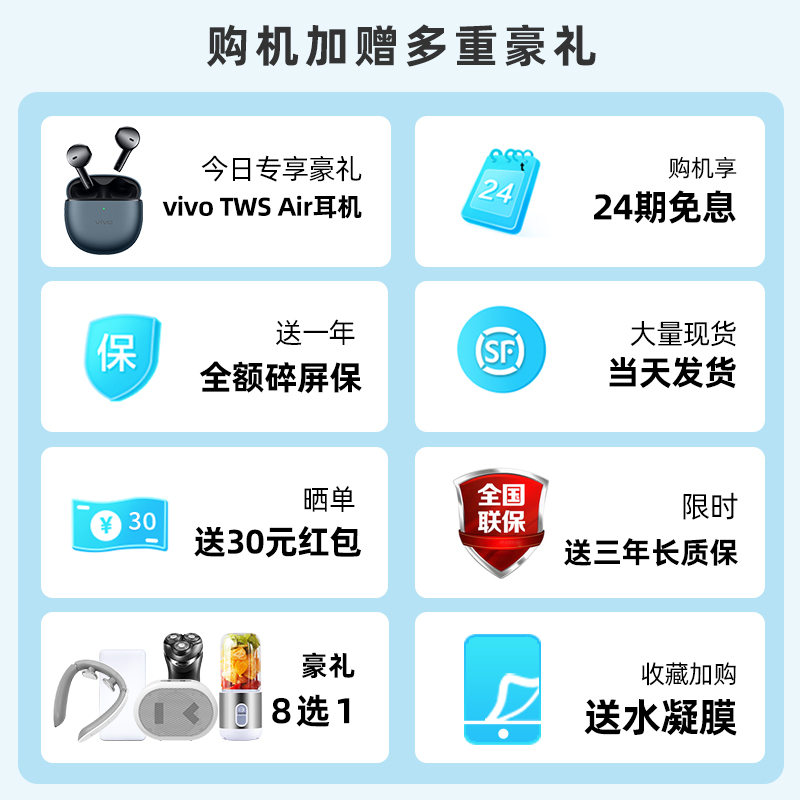 购机加赠多重豪礼
今日专享豪礼
vivo TWS Air耳机
vivo
购机享
24期免息
24
t
送一年
全额碎屏保
保
大量现货
当天发货
SF
晒单
送30元红包
¥ 30
限时
送三年长质保
全国
联保
豪礼
8选1
收藏加购
送水凝膜